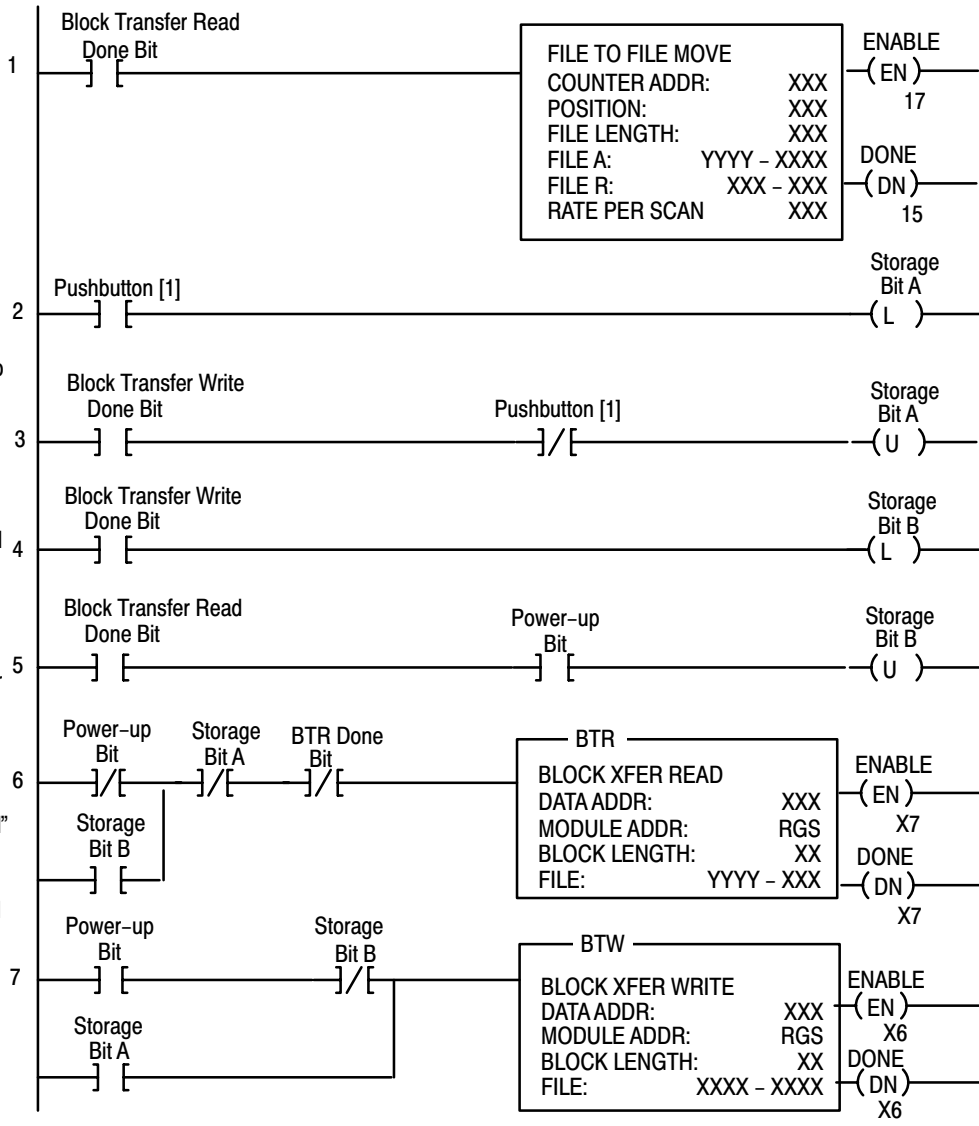 Block Transfer Read
Done Bit
1
FILE TO FILE MOVE
COUNTER ADDR: XXX
POSITION: XXX
FILE LENGTH: XXX
FILE A: YYYY – XXXX
FILE R: XXX – XXX
RATE PER SCAN XXX
ENABLE
EN
17
DONE
DN
15
Pushbutton [1]
2
Storage
Bit A
L
Block Transfer Write
Done Bit
3
Pushbutton [1]
Storage
Bit A
U
Block Transfer Write
Done Bit
4
Storage
Bit B
L
Block Transfer Read
Done Bit
5
Power–up
Bit
Storage
Bit B
U
Power–up
Bit
6
Storage
Bit A
BTR Done
Bit
Storage
Bit B
BTR
BLOCK XFER READ
DATA ADDR: XXX
MODULE ADDR: RGS
BLOCK LENGTH: XX
FILE: YYYY – XXX
ENABLE
EN
X7
DONE
DN
X7
Power–up
Bit
7
Storage
Bit B
Storage
Bit A
BTW
BLOCK XFER WRITE
DATA ADDR: XXX
MODULE ADDR: RGS
BLOCK LENGTH: XX
FILE: XXXX – XXXX
ENABLE
EN
X6
DONE
DN
X6